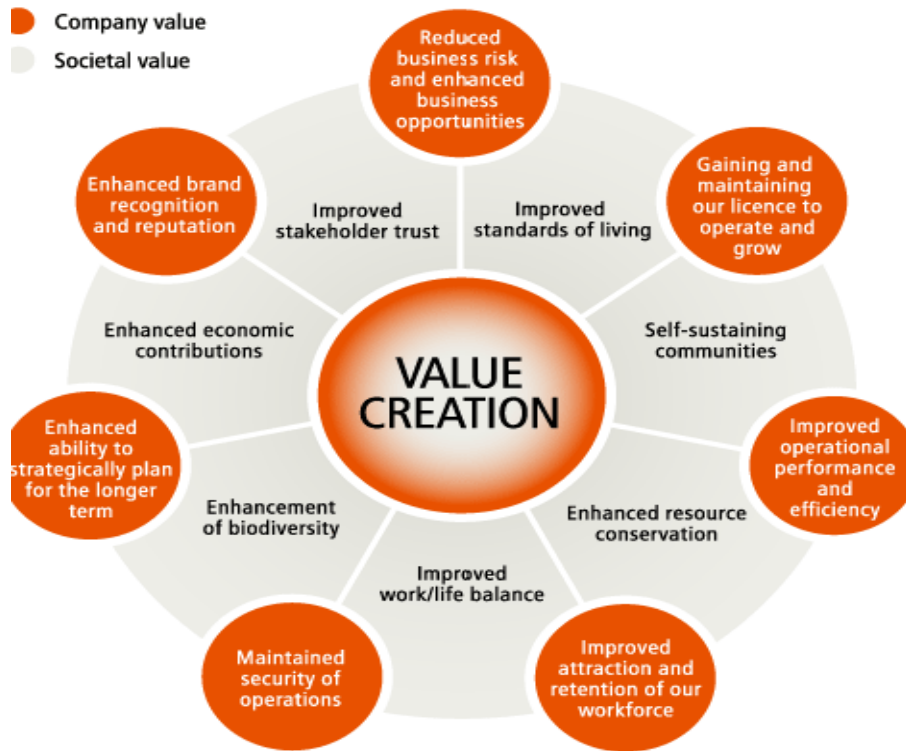 Company value
Societal value
Reduced
business risk
and enhanced
business
opportunities
Enhanced brand
recognition
and reputation
Gaining and
maintaining
our licence to
operate and
grow
Improved
stakeholder trust
Improved
standards of living
Enhanced economic
contributions
VALUE
CREATION
Self-sustaining
communities
Enhanced
ability to
strategically plan
for the longer
term
Improved
operational
performance
and
efficiency
Enhancement
of biodiversity
Enhanced resource
conservation
Improved
work/life balance
Maintained
security of
operations
Improved
attraction and
retention of our
workforce